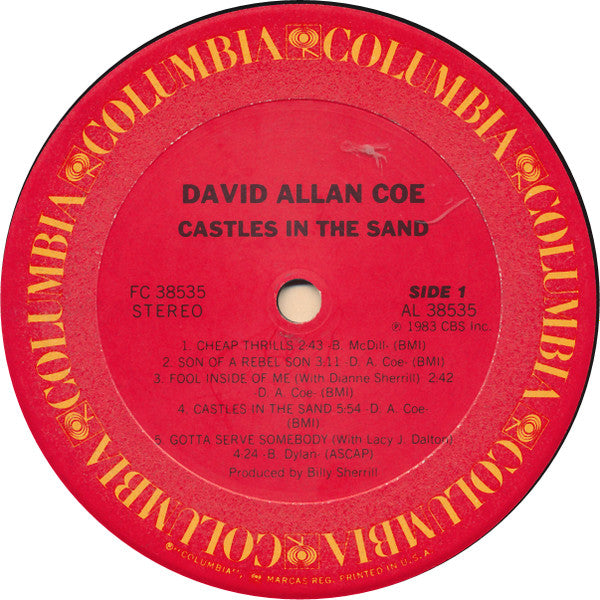 COLUMBIA COLUMBIA COLUMBIA COLUMBIA COLUMBIA COLUMBIA
DAVID ALLAN COE
CASTLES IN THE SAND
FC 38535
STEREO
SIDE 1
AL 38535
℗ 1983 CBS Inc.
1. CHEAP THRILLS 2:43 -B. McDill- (BMI)
2. SON OF A REBEL SON 3:11 -D. A. Coe- (BMI)
3. FOOL INSIDE OF ME (With Dianne Sherrill) 2:42
D. A. Coe- (BMI)
4. CASTLES IN THE SAND 5:54 -D. A. Coe-
(BMI)
5. GOTTA SERVE SOMEBODY (With Lacy J. Dalton)
4:24 -B. Dylan- (ASCAP)
Produced by Billy Sherrill
®"COLUMBIA", MARCAS REG. PRINTED IN U.S.A.